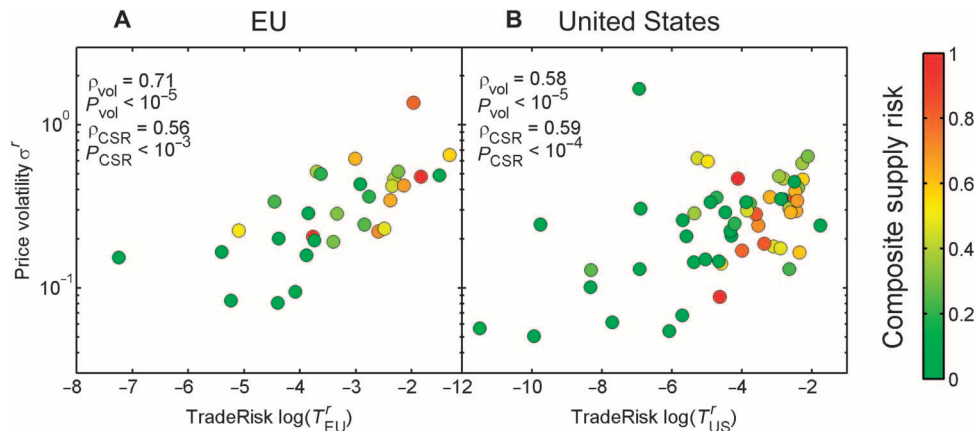 A EU
B United States
ρvol = 0.71
Pvol < 10⁻⁵
ρCSR = 0.56
PCSR < 10⁻³
ρvol = 0.58
Pvol < 10⁻⁵
ρCSR = 0.59
PCSR < 10⁻⁴
Price volatility σʳ
10⁰
10⁻¹
−8 −7 −6 −5 −4 −3 −2 −1
−12 −10 −8 −6 −4 −2
TradeRisk log(TʳEU)
TradeRisk log(TʳUS)
Composite supply risk
1
0.8
0.6
0.4
0.2
0